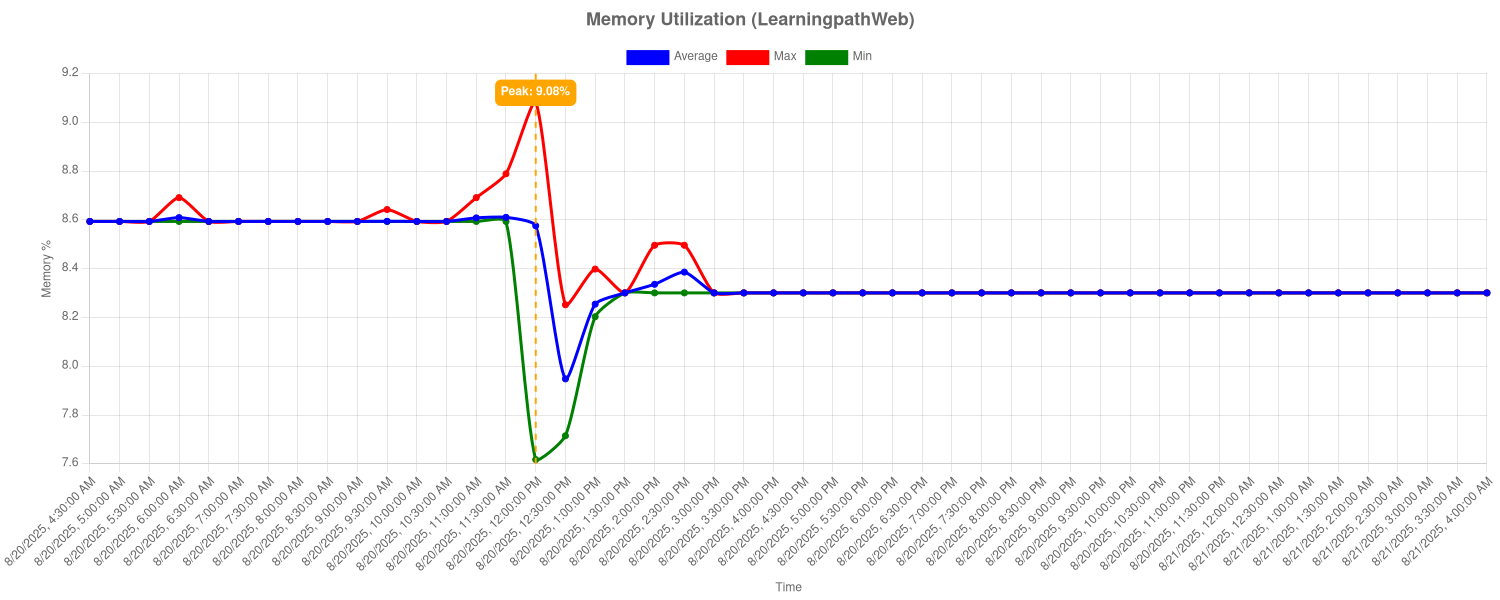 Memory Utilization (LearningpathWeb)
Average Max Min
Peak: 9.08%
9.2
9.0
8.8
8.6
8.4
8.2
8.0
7.8
7.6
Memory %
8/20/2025, 4:30:00 AM
8/20/2025, 5:00:00 AM
8/20/2025, 5:30:00 AM
8/20/2025, 6:00:00 AM
8/20/2025, 6:30:00 AM
8/20/2025, 7:00:00 AM
8/20/2025, 7:30:00 AM
8/20/2025, 8:00:00 AM
8/20/2025, 8:30:00 AM
8/20/2025, 9:00:00 AM
8/20/2025, 9:30:00 AM
8/20/2025, 10:00:00 AM
8/20/2025, 10:30:00 AM
8/20/2025, 11:00:00 AM
8/20/2025, 11:30:00 AM
8/20/2025, 12:00:00 PM
8/20/2025, 12:30:00 PM
8/20/2025, 1:00:00 PM
8/20/2025, 1:30:00 PM
8/20/2025, 2:00:00 PM
8/20/2025, 2:30:00 PM
8/20/2025, 3:00:00 PM
8/20/2025, 3:30:00 PM
8/20/2025, 4:00:00 PM
8/20/2025, 4:30:00 PM
8/20/2025, 5:00:00 PM
8/20/2025, 5:30:00 PM
8/20/2025, 6:00:00 PM
8/20/2025, 6:30:00 PM
8/20/2025, 7:00:00 PM
8/20/2025, 7:30:00 PM
8/20/2025, 8:00:00 PM
8/20/2025, 8:30:00 PM
8/20/2025, 9:00:00 PM
8/20/2025, 9:30:00 PM
8/20/2025, 10:00:00 PM
8/20/2025, 10:30:00 PM
8/20/2025, 11:00:00 PM
8/20/2025, 11:30:00 PM
8/21/2025, 12:00:00 AM
8/21/2025, 12:30:00 AM
8/21/2025, 1:00:00 AM
8/21/2025, 1:30:00 AM
8/21/2025, 2:00:00 AM
8/21/2025, 2:30:00 AM
8/21/2025, 3:00:00 AM
8/21/2025, 3:30:00 AM
8/21/2025, 4:00:00 AM
Time